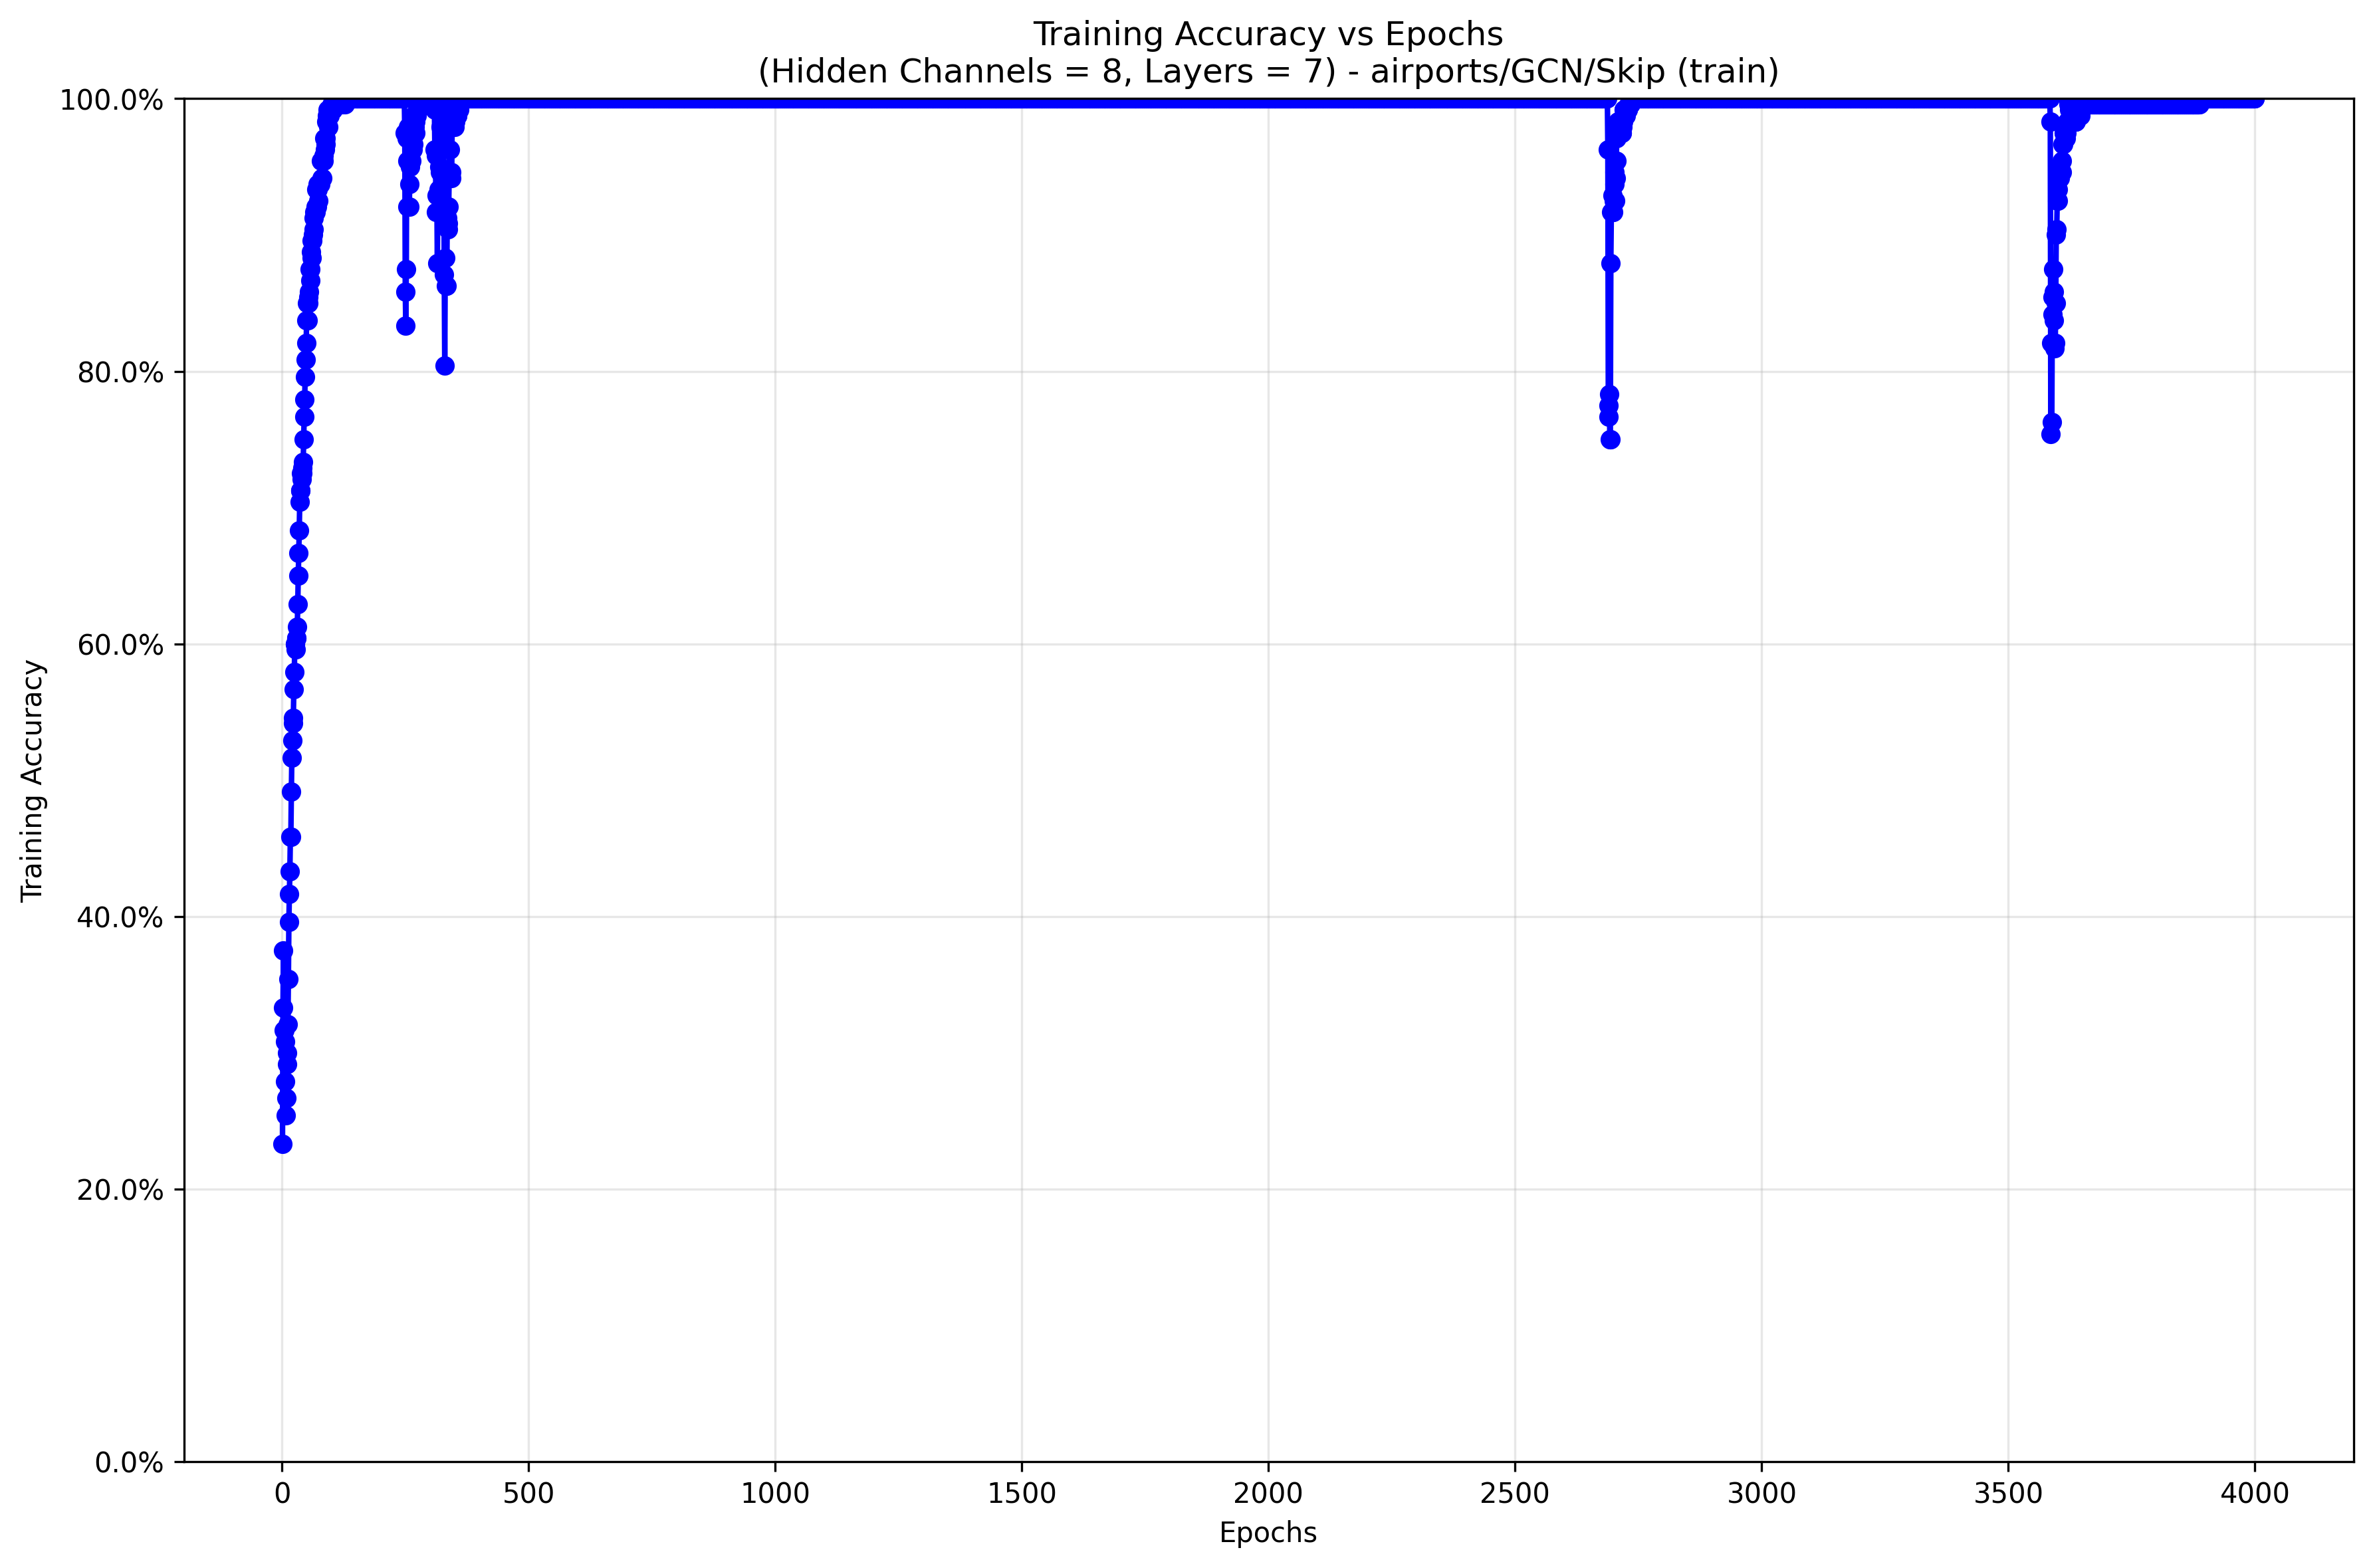 Training Accuracy vs Epochs
(Hidden Channels = 8, Layers = 7) - airports/GCN/Skip (train)
100.0%
80.0%
60.0%
40.0%
20.0%
0.0%
Training Accuracy
0 500 1000 1500 2000 2500 3000 3500 4000
Epochs